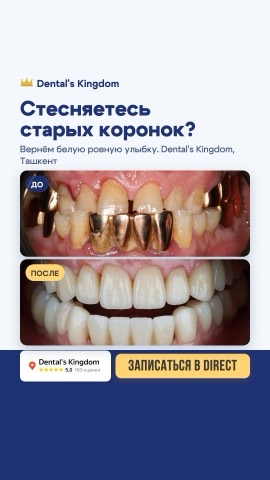 Dental's Kingdom
Стесняетесь
старых коронок?
Вернём белую ровную улыбку. Dental's Kingdom,
Ташкент
ДО
ПОСЛЕ
Dental's Kingdom
★★★★★ 5,0
ЗАПИСАТЬСЯ В DIRECT